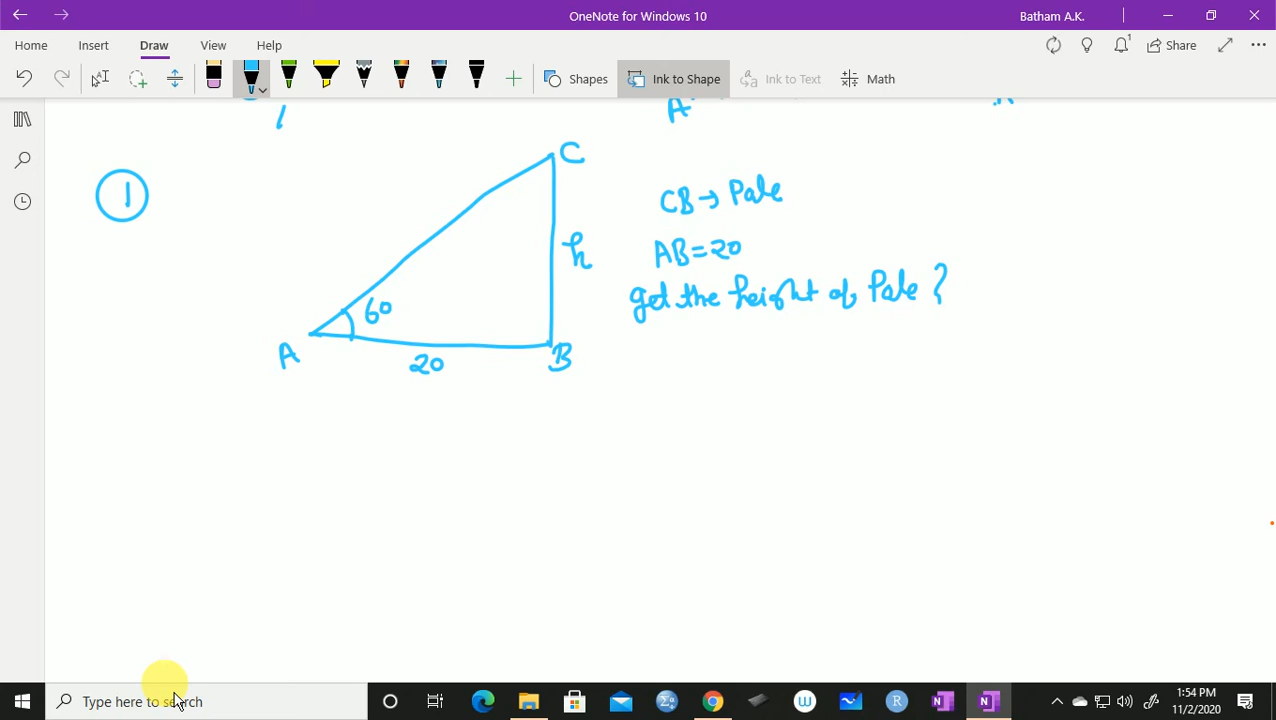 OneNote for Windows 10
Batham A.K.
Home Insert Draw View Help
Share
Shapes Ink to Shape Ink to Text Math
A
1
C
CB → Pole
h
AB = 20
get the height of Pole ?
60
A
20
B
Type here to search
1:54 PM
11/2/2020